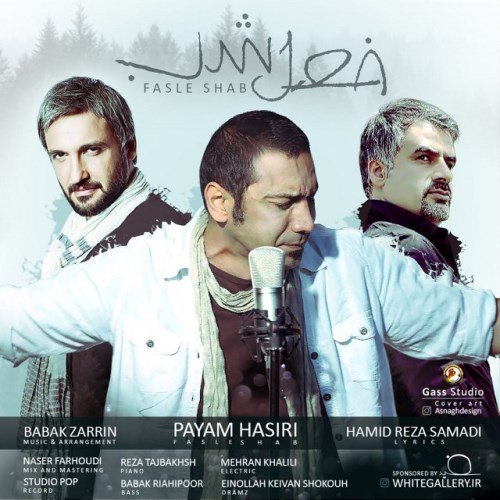 فصل شب
FASLE SHAB
Gass Studio
Cover art
Asnaghdesign
BABAK ZARRIN
MUSIC & ARRANGEMENT
PAYAM HASIRI
FASLESHAB
HAMID REZA SAMADI
LYRICS
NASER FARHOUDI
MIX AND MASTERING
STUDIO POP
RECORD
REZA TAJBAKHSH
PIANO
BABAK RIAHIPOOR
BASS
MEHRAN KHALILI
ELECTRIC
EINOLLAH KEIVAN SHOKOUH
DRAMZ
SPONSORED BY
WHITEGALLERY.IR